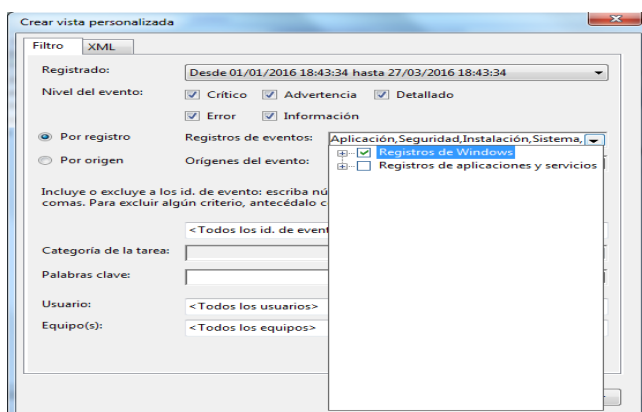 Crear vista personalizada
Filtro XML
Registrado: Desde 01/01/2016 18:43:34 hasta 27/03/2016 18:43:34
Nivel del evento: Crítico Advertencia Detallado
Error Información
Por registro Registros de eventos: Aplicación,Seguridad,Instalación,Sistema,
Registros de Windows
Por origen Orígenes del evento: Registros de aplicaciones y servicios
Incluye o excluye a los id. de evento: escriba
comas. Para excluir algún criterio, antecédalo
<Todos los id. de
Categoría de la tarea:
Palabras clave:
Usuario: <Todos los usuarios>
Equipo(s): <Todos los equipos>